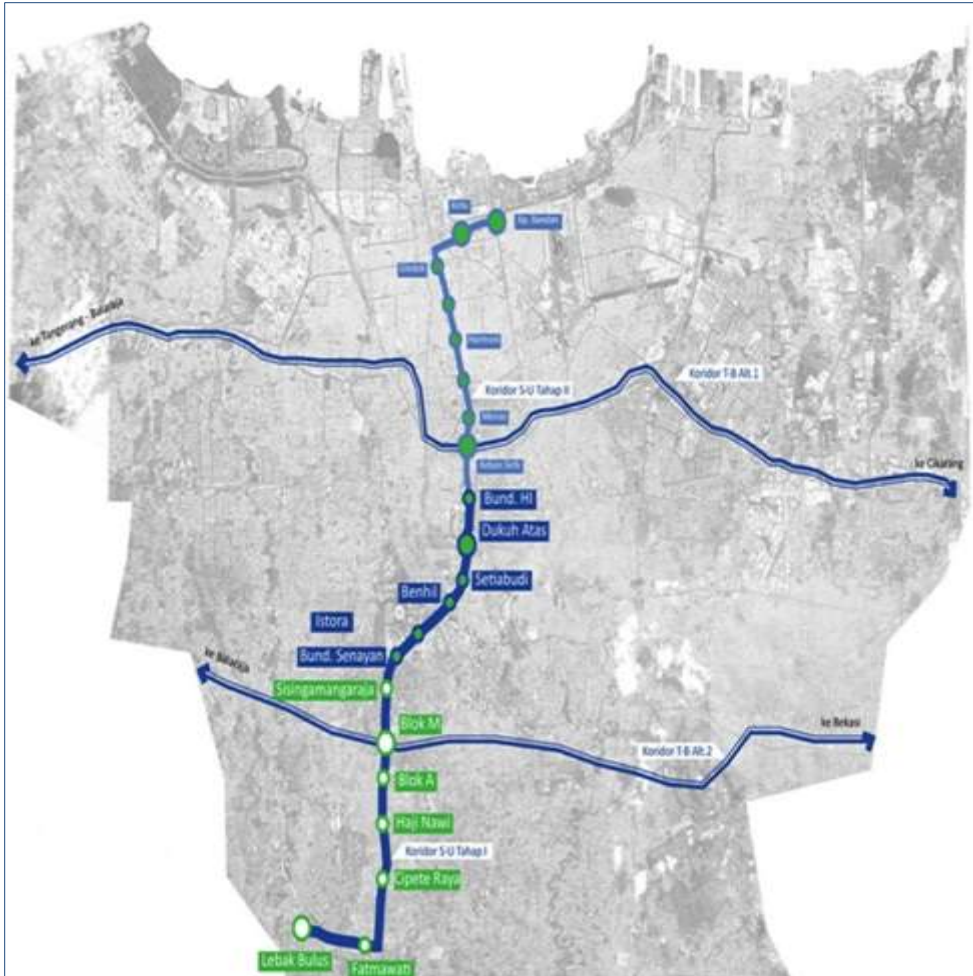 Kota
Kp. Bandan
Glodok
ke Tangerang - Balaraja
Harmoni
Koridor T-B Alt.1
Koridor S-U Tahap II
ke Cikarang
Bund. HI
Dukuh Atas
Setiabudi
Benhil
Istora
Bund. Senayan
ke Balaraja
Sisingamangaraja
Blok M
ke Bekasi
Koridor T-B Alt.2
Blok A
Haji Nawi
Koridor S-U Tahap I
Cipete Raya
Lebak Bulus
Fatmawati